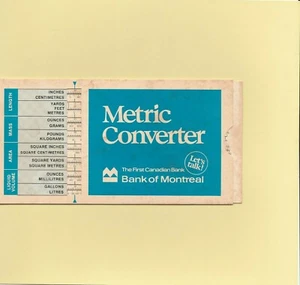 LENGTH
INCHES
CENTIMETRES
YARDS
FEET
METRES
MASS
OUNCES
GRAMS
POUNDS
KILOGRAMS
AREA
SQUARE INCHES
SQUARE CENTIMETRES
SQUARE YARDS
SQUARE METRES
LIQUID
VOLUME
OUNCES
MILLILITRES
GALLONS
LITRES
Metric
Converter
Let's
talk!
The First Canadian Bank
Bank of Montreal